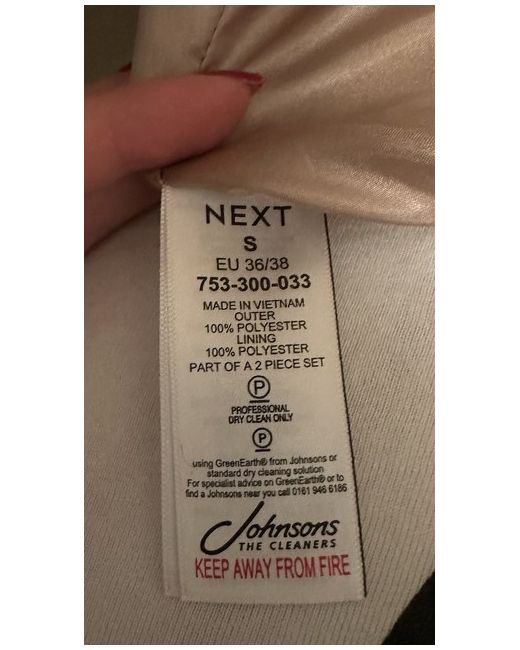 NEXT
S
EU 36/38
753-300-033
MADE IN VIETNAM
OUTER
100% POLYESTER
LINING
100% POLYESTER
PART OF A 2 PIECE SET
P
PROFESSIONAL
DRY CLEAN ONLY
P
using GreenEarth® from Johnsons or
standard dry cleaning solution
For specialist advice on GreenEarth® or to
find a Johnsons near you call 0161 946 6186
Johnsons
THE CLEANERS
KEEP AWAY FROM FIRE